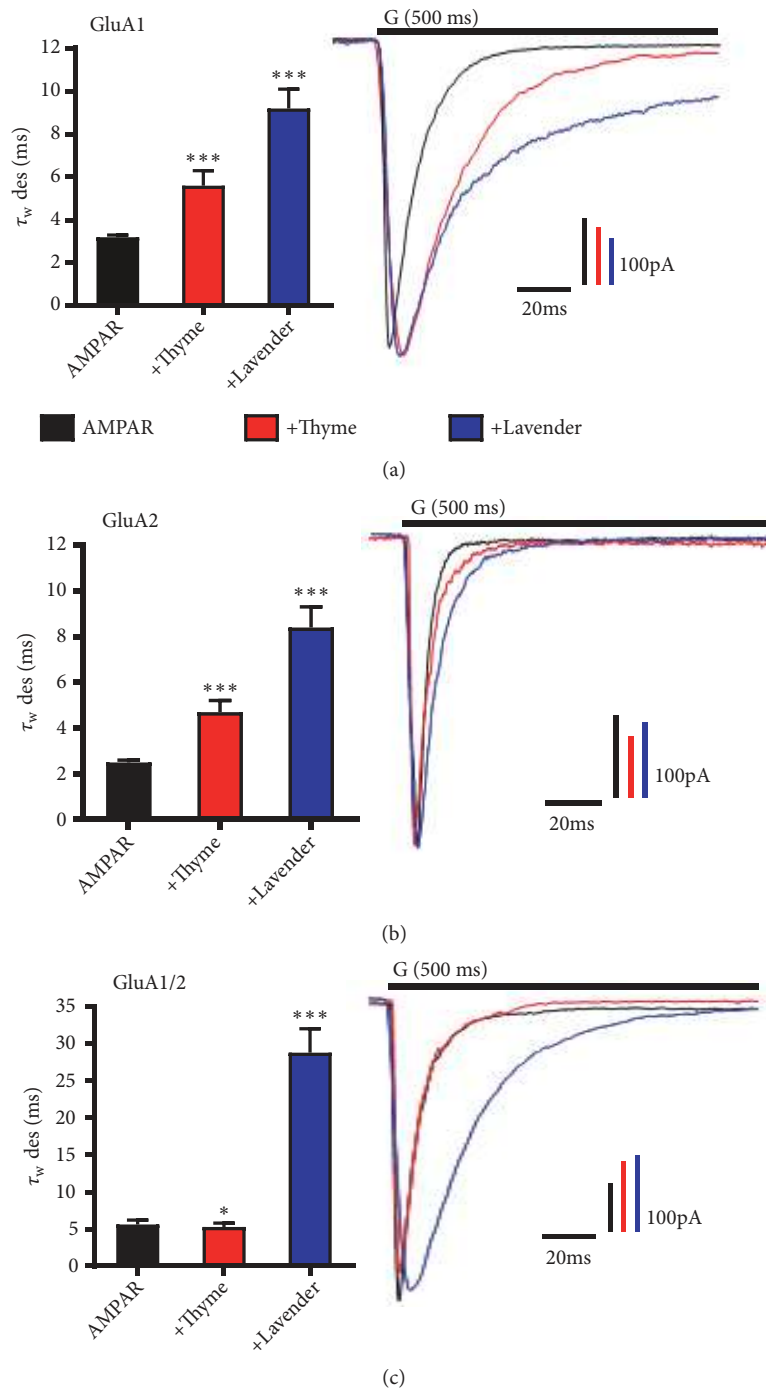 GluA1
G (500 ms)
12
10
8
6
4
2
0
τw des (ms)
***
***
AMPAR
+Thyme
+Lavender
100pA
20ms
AMPAR
+Thyme
+Lavender
(a)
GluA2
G (500 ms)
12
10
8
6
4
2
0
τw des (ms)
***
***
AMPAR
+Thyme
+Lavender
100pA
20ms
(b)
GluA1/2
G (500 ms)
35
30
25
20
15
10
5
0
τw des (ms)
*
***
AMPAR
+Thyme
+Lavender
100pA
20ms
(c)